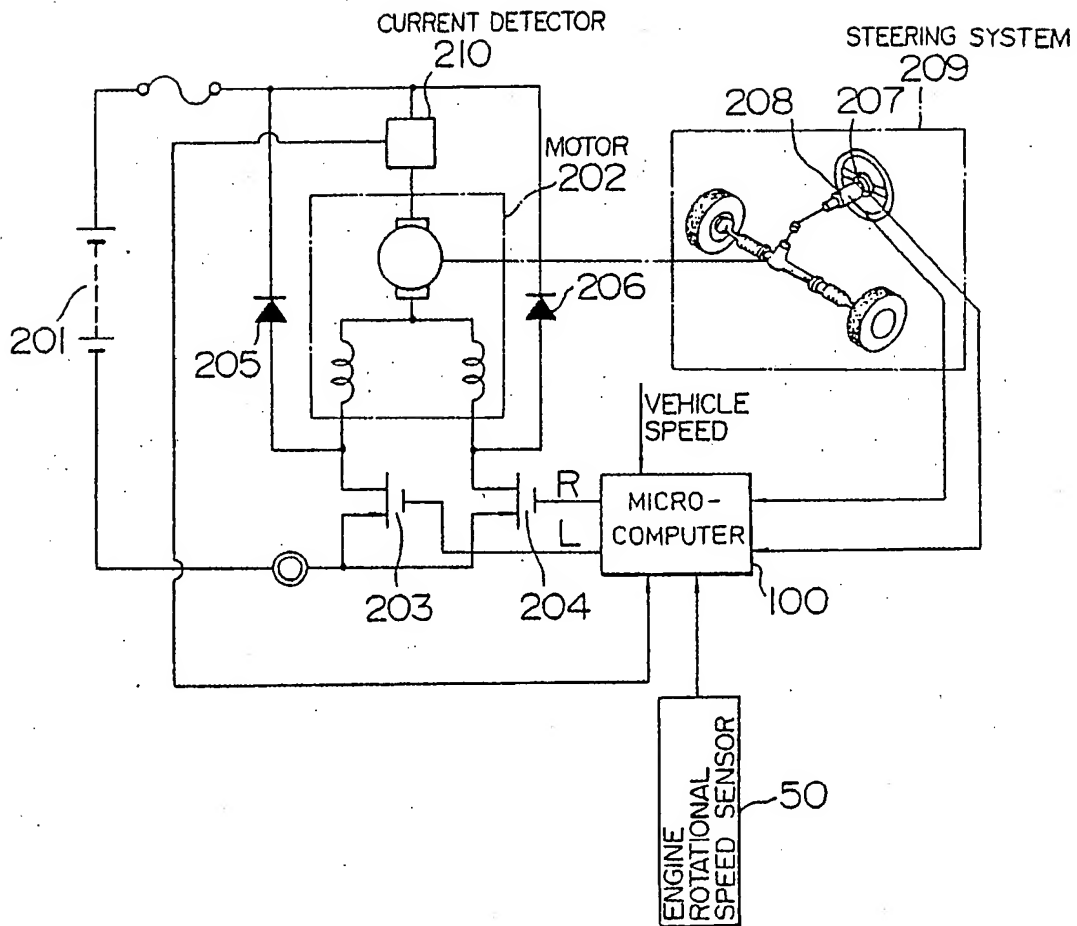 CURRENT DETECTOR
210
STEERING SYSTEM
209
208
207
MOTOR
202
201
205
206
VEHICLE
SPEED
R
L
MICRO-
COMPUTER
203
204
100
ENGINE
ROTATIONAL
SPEED SENSOR
50